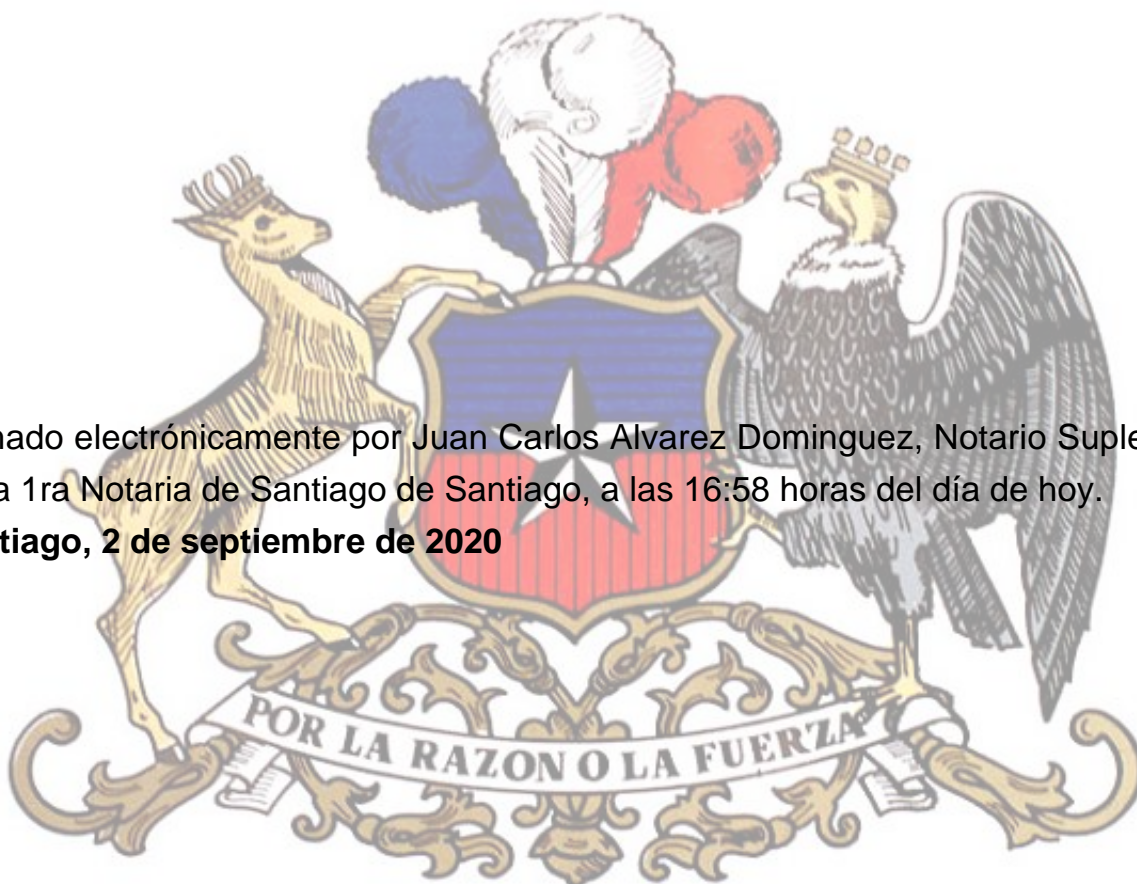 nado electrónicamente por Juan Carlos Alvarez Dominguez, Notario Suple
a 1ra Notaria de Santiago de Santiago, a las 16:58 horas del día de hoy.
tiago, 2 de septiembre de 2020
POR LA RAZON O LA FUERZA